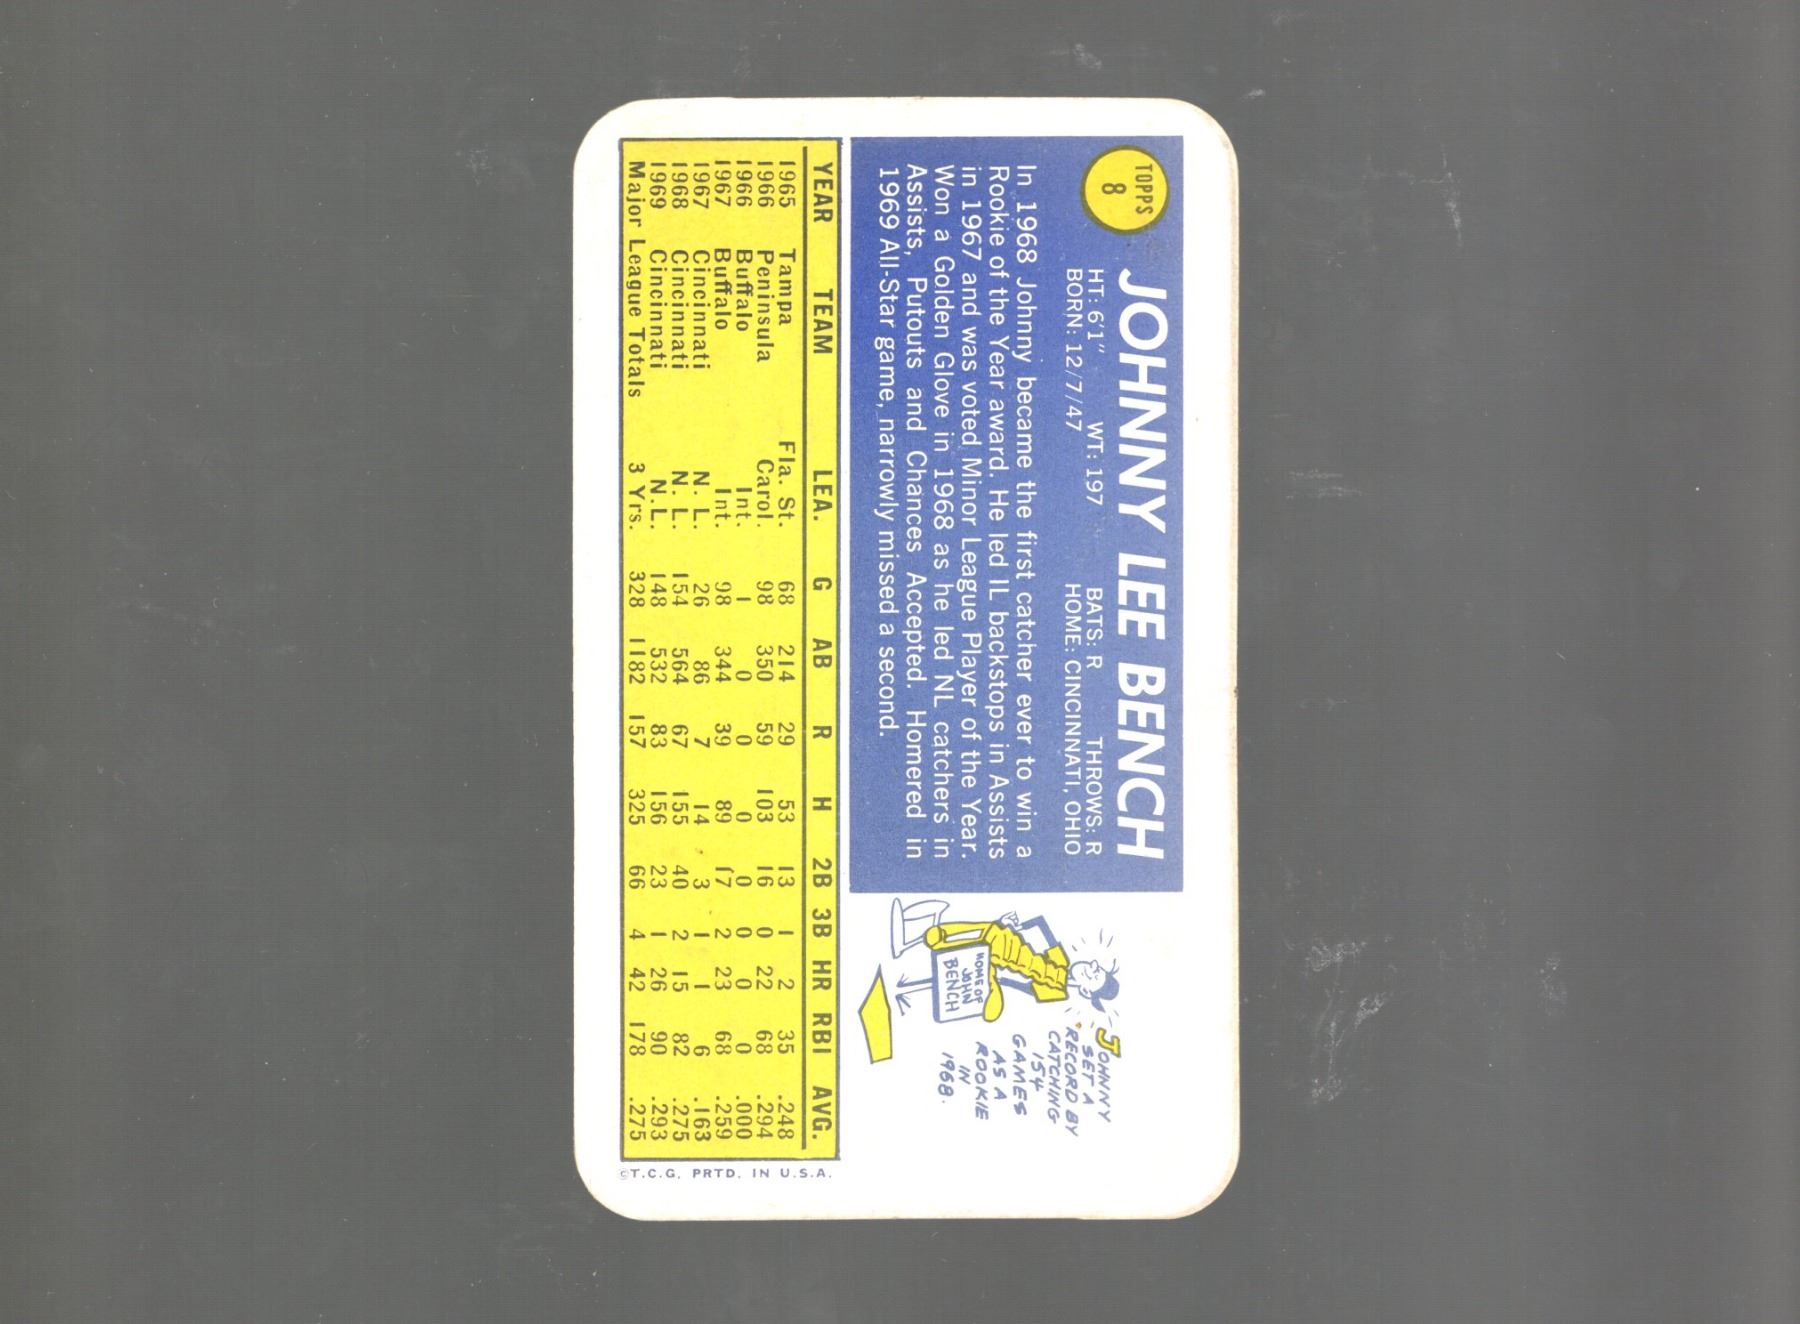 TOPPS
8
JOHNNY LEE BENCH
HT: 6'1" WT: 197 BATS: R THROWS: R
BORN: 12/7/47 HOME: CINCINNATI, OHIO
In 1968 Johnny became the first catcher ever to win a
Rookie of the Year award. He led IL backstops in Assists
in 1967 and was voted Minor League Player of the Year.
Won a Golden Glove in 1968 as he led NL catchers in
Assists, Putouts and Chances Accepted. Homered in
1969 All-Star game, narrowly missed a second.
JOHNNY
SET A
RECORD BY
CATCHING
154
GAMES
AS A
ROOKIE
IN
1968.
HOME OF
JOHN
BENCH
YEAR TEAM LEA. G AB R H 2B 3B HR RBI AVG.
1965 Tampa Fla. St. 68 214 29 53 13 1 2 35 .248
1966 Peninsula Carol. 98 350 59 103 16 0 22 68 .294
1966 Buffalo Int. 1 0 0 0 0 0 0 0 .000
1967 Buffalo Int. 98 344 39 89 17 2 23 68 .259
1967 Cincinnati N. L. 26 86 7 14 3 1 1 6 .163
1968 Cincinnati N. L. 154 564 67 155 40 2 15 82 .275
1969 Cincinnati N. L. 148 532 83 156 23 1 26 90 .293
Major League Totals 3 Yrs. 328 1182 157 325 66 4 42 178 .275
©T.C.G. PRTD. IN U.S.A.